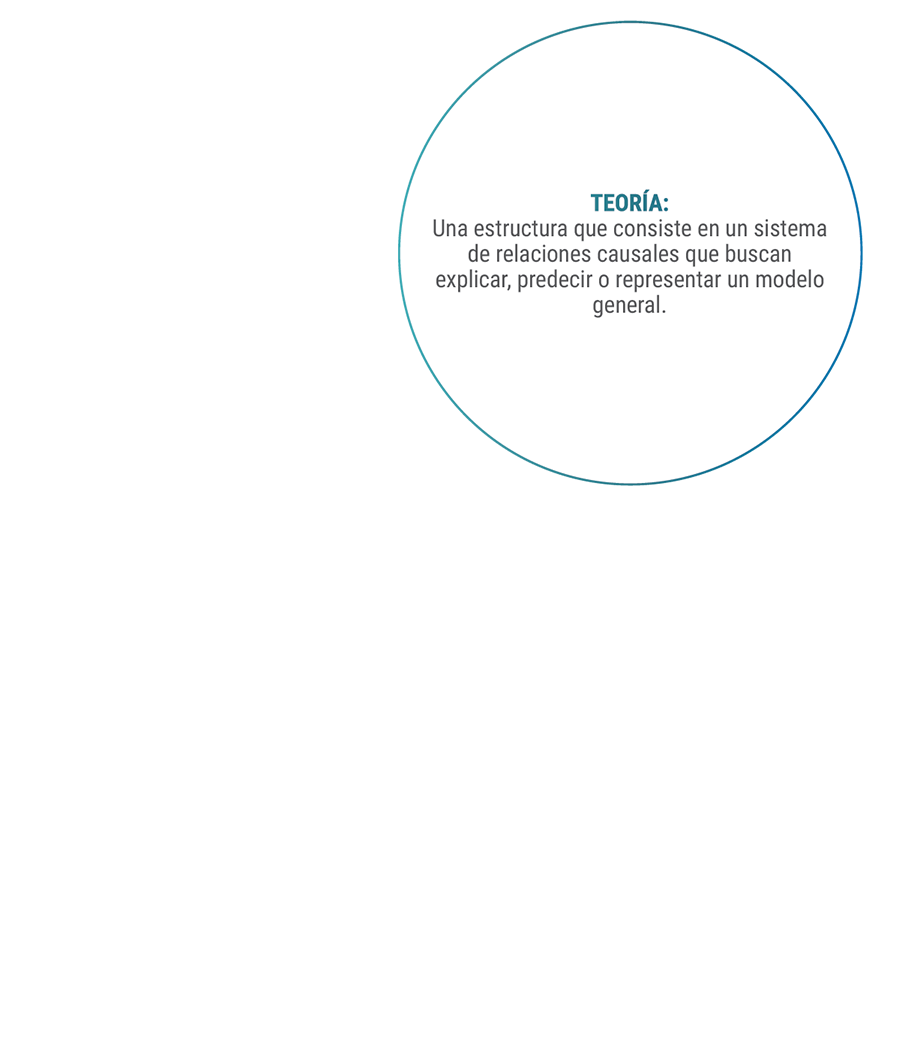 TEORÍA:
Una estructura que consiste en un sistema
de relaciones causales que buscan
explicar, predecir o representar un modelo
general.